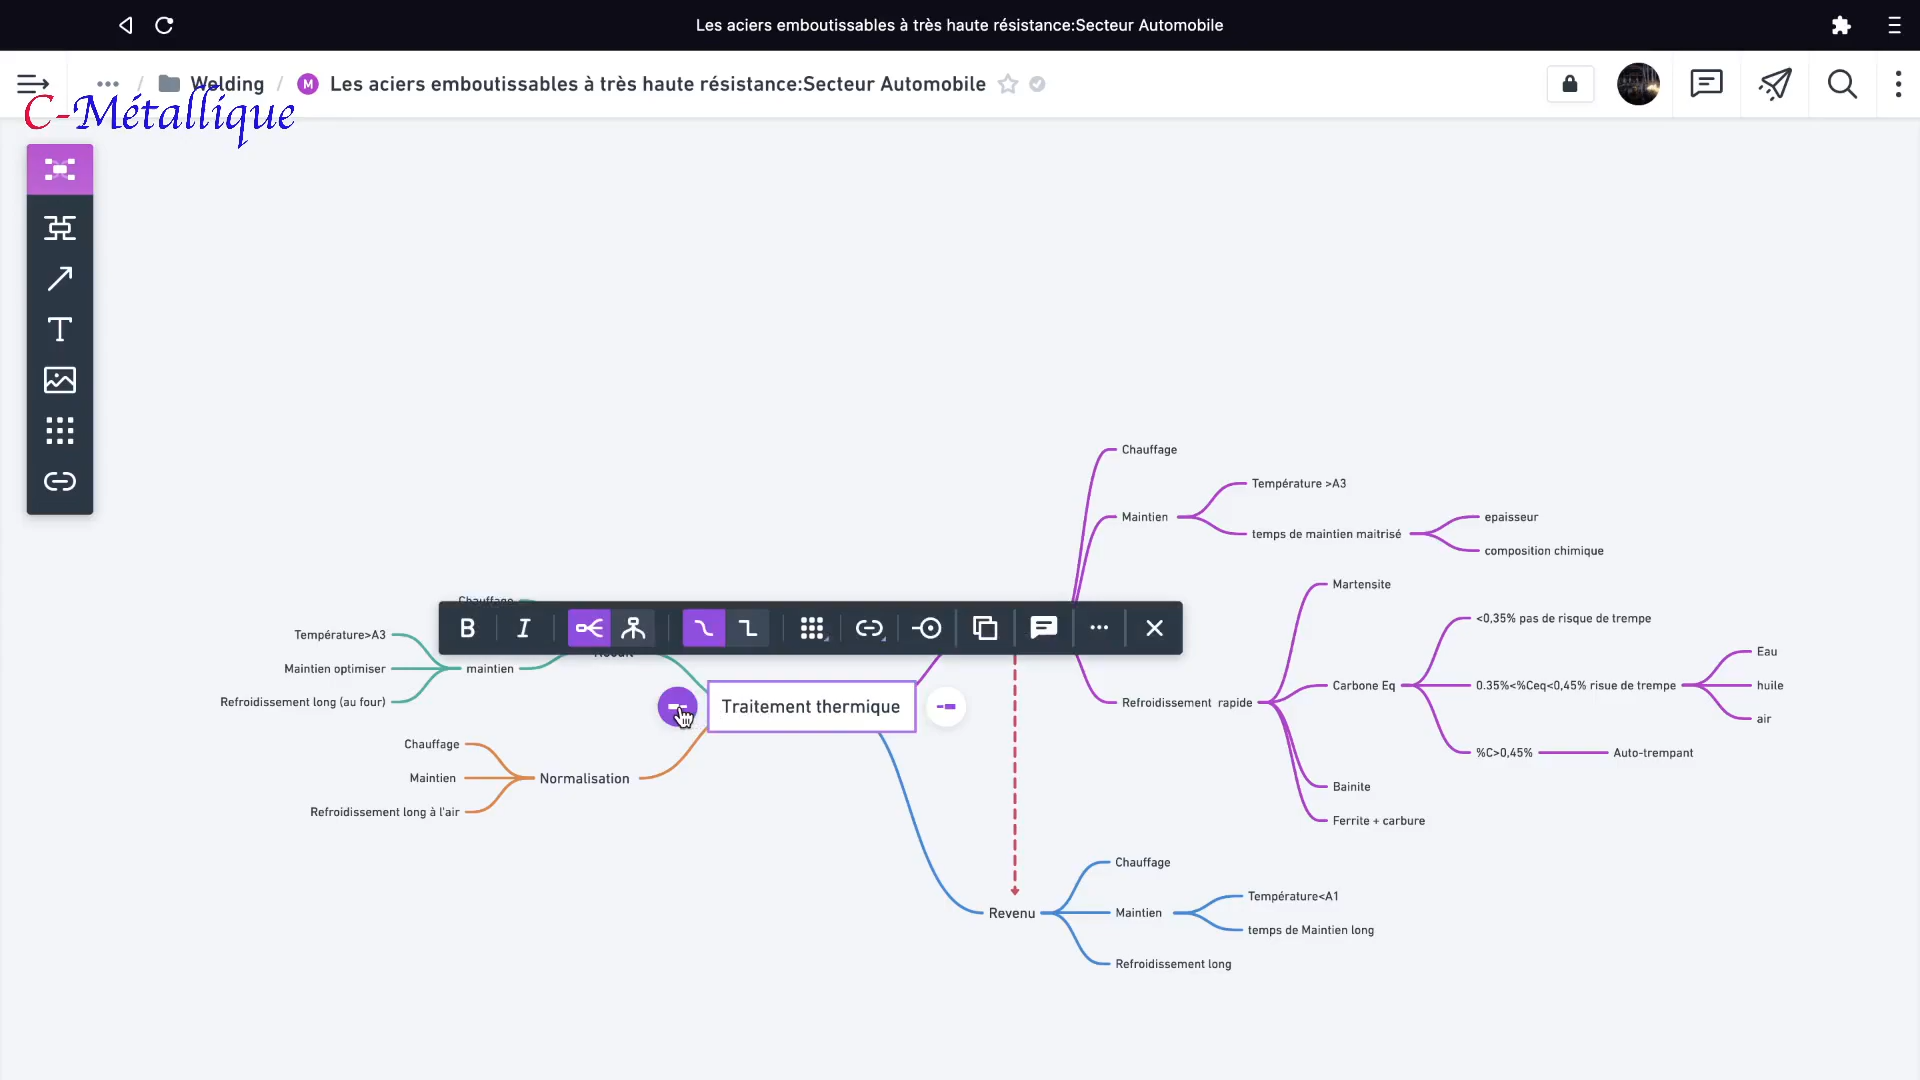 Les aciers emboutissables à très haute résistance:Secteur Automobile
Welding
M
Les aciers emboutissables à très haute résistance:Secteur Automobile
C-Métallique
Chauffage
Température >A3
Maintien
temps de maintien maitrisé
epaisseur
composition chimique
Martensite
<0,35% pas de risque de trempe
Eau
Carbone Eq
0.35%<%Ceq<0,45% risue de trempe
huile
Refroidissement rapide
air
%C>0,45%
Auto-trempant
Bainite
Ferrite + carbure
Chauffage
Température>A3
Maintien optimiser
maintien
Refroidissement long (au four)
B I
Traitement thermique
Chauffage
Maintien
Normalisation
Refroidissement long à l'air
Chauffage
Température<A1
Revenu
Maintien
temps de Maintien long
Refroidissement long